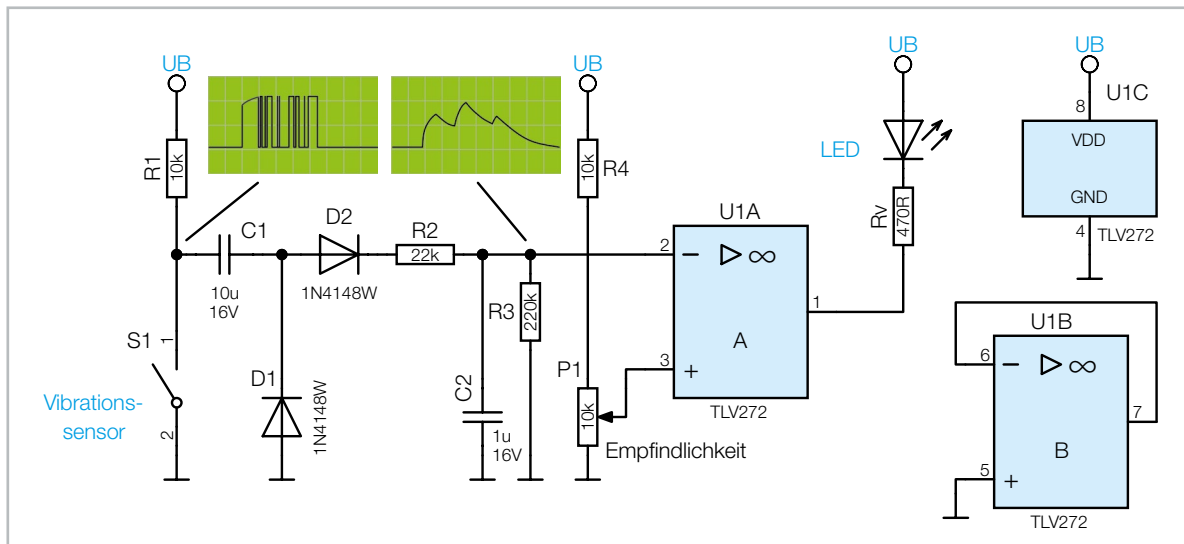 UB
R1
10k
C1
10u
16V
S1
1
2
Vibrations-
sensor
D1
1N4148W
D2
1N4148W
R2
22k
C2
1u
16V
R3
220k
UB
R4
10k
P1
10k
Empfindlichkeit
U1A
2
−
▷ ∞
3
+
A
1
TLV272
UB
LED
Rv
470R
UB
U1C
8
VDD
GND
4
TLV272
U1B
6
−
▷ ∞
7
B
5
+
TLV272